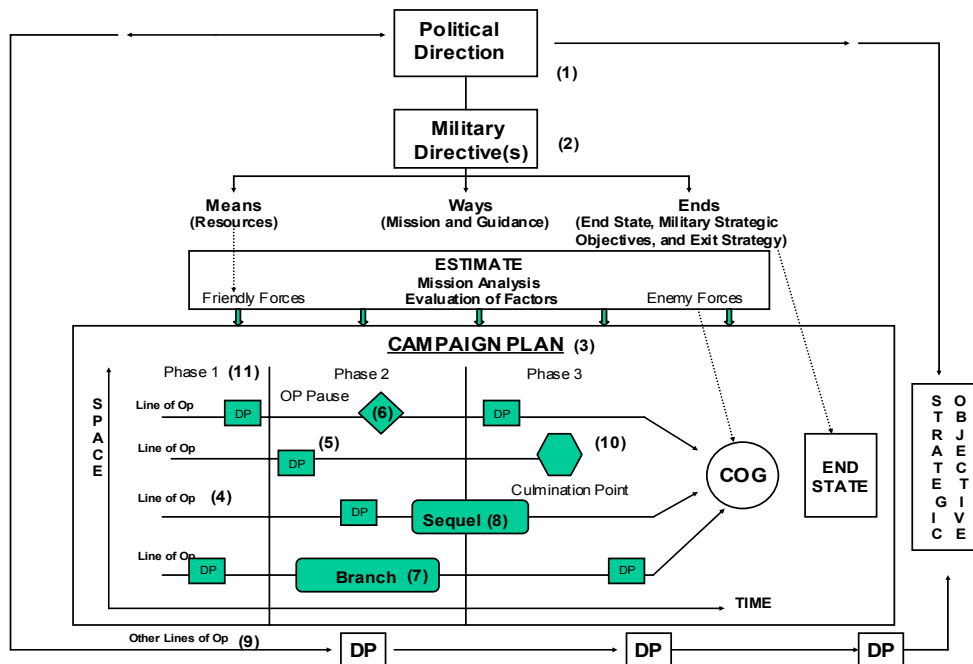 Political
Direction
(1)
Military
Directive(s)
(2)
Means
(Resources)
Ways
(Mission and Guidance)
Ends
(End State, Military Strategic
Objectives, and Exit Strategy)
ESTIMATE
Mission Analysis
Evaluation of Factors
Friendly Forces
Enemy Forces
CAMPAIGN PLAN (3)
Phase 1 (11)
Phase 2
Phase 3
SPACE
OP Pause
Line of Op
DP
(6)
DP
Line of Op
DP
(5)
(10)
Culmination Point
Line of Op
(4)
DP
Sequel (8)
Line of Op
DP
Branch (7)
DP
COG
END
STATE
TIME
STRATEGIC
OBJECTIVE
Other Lines of Op (9)
DP
DP
DP